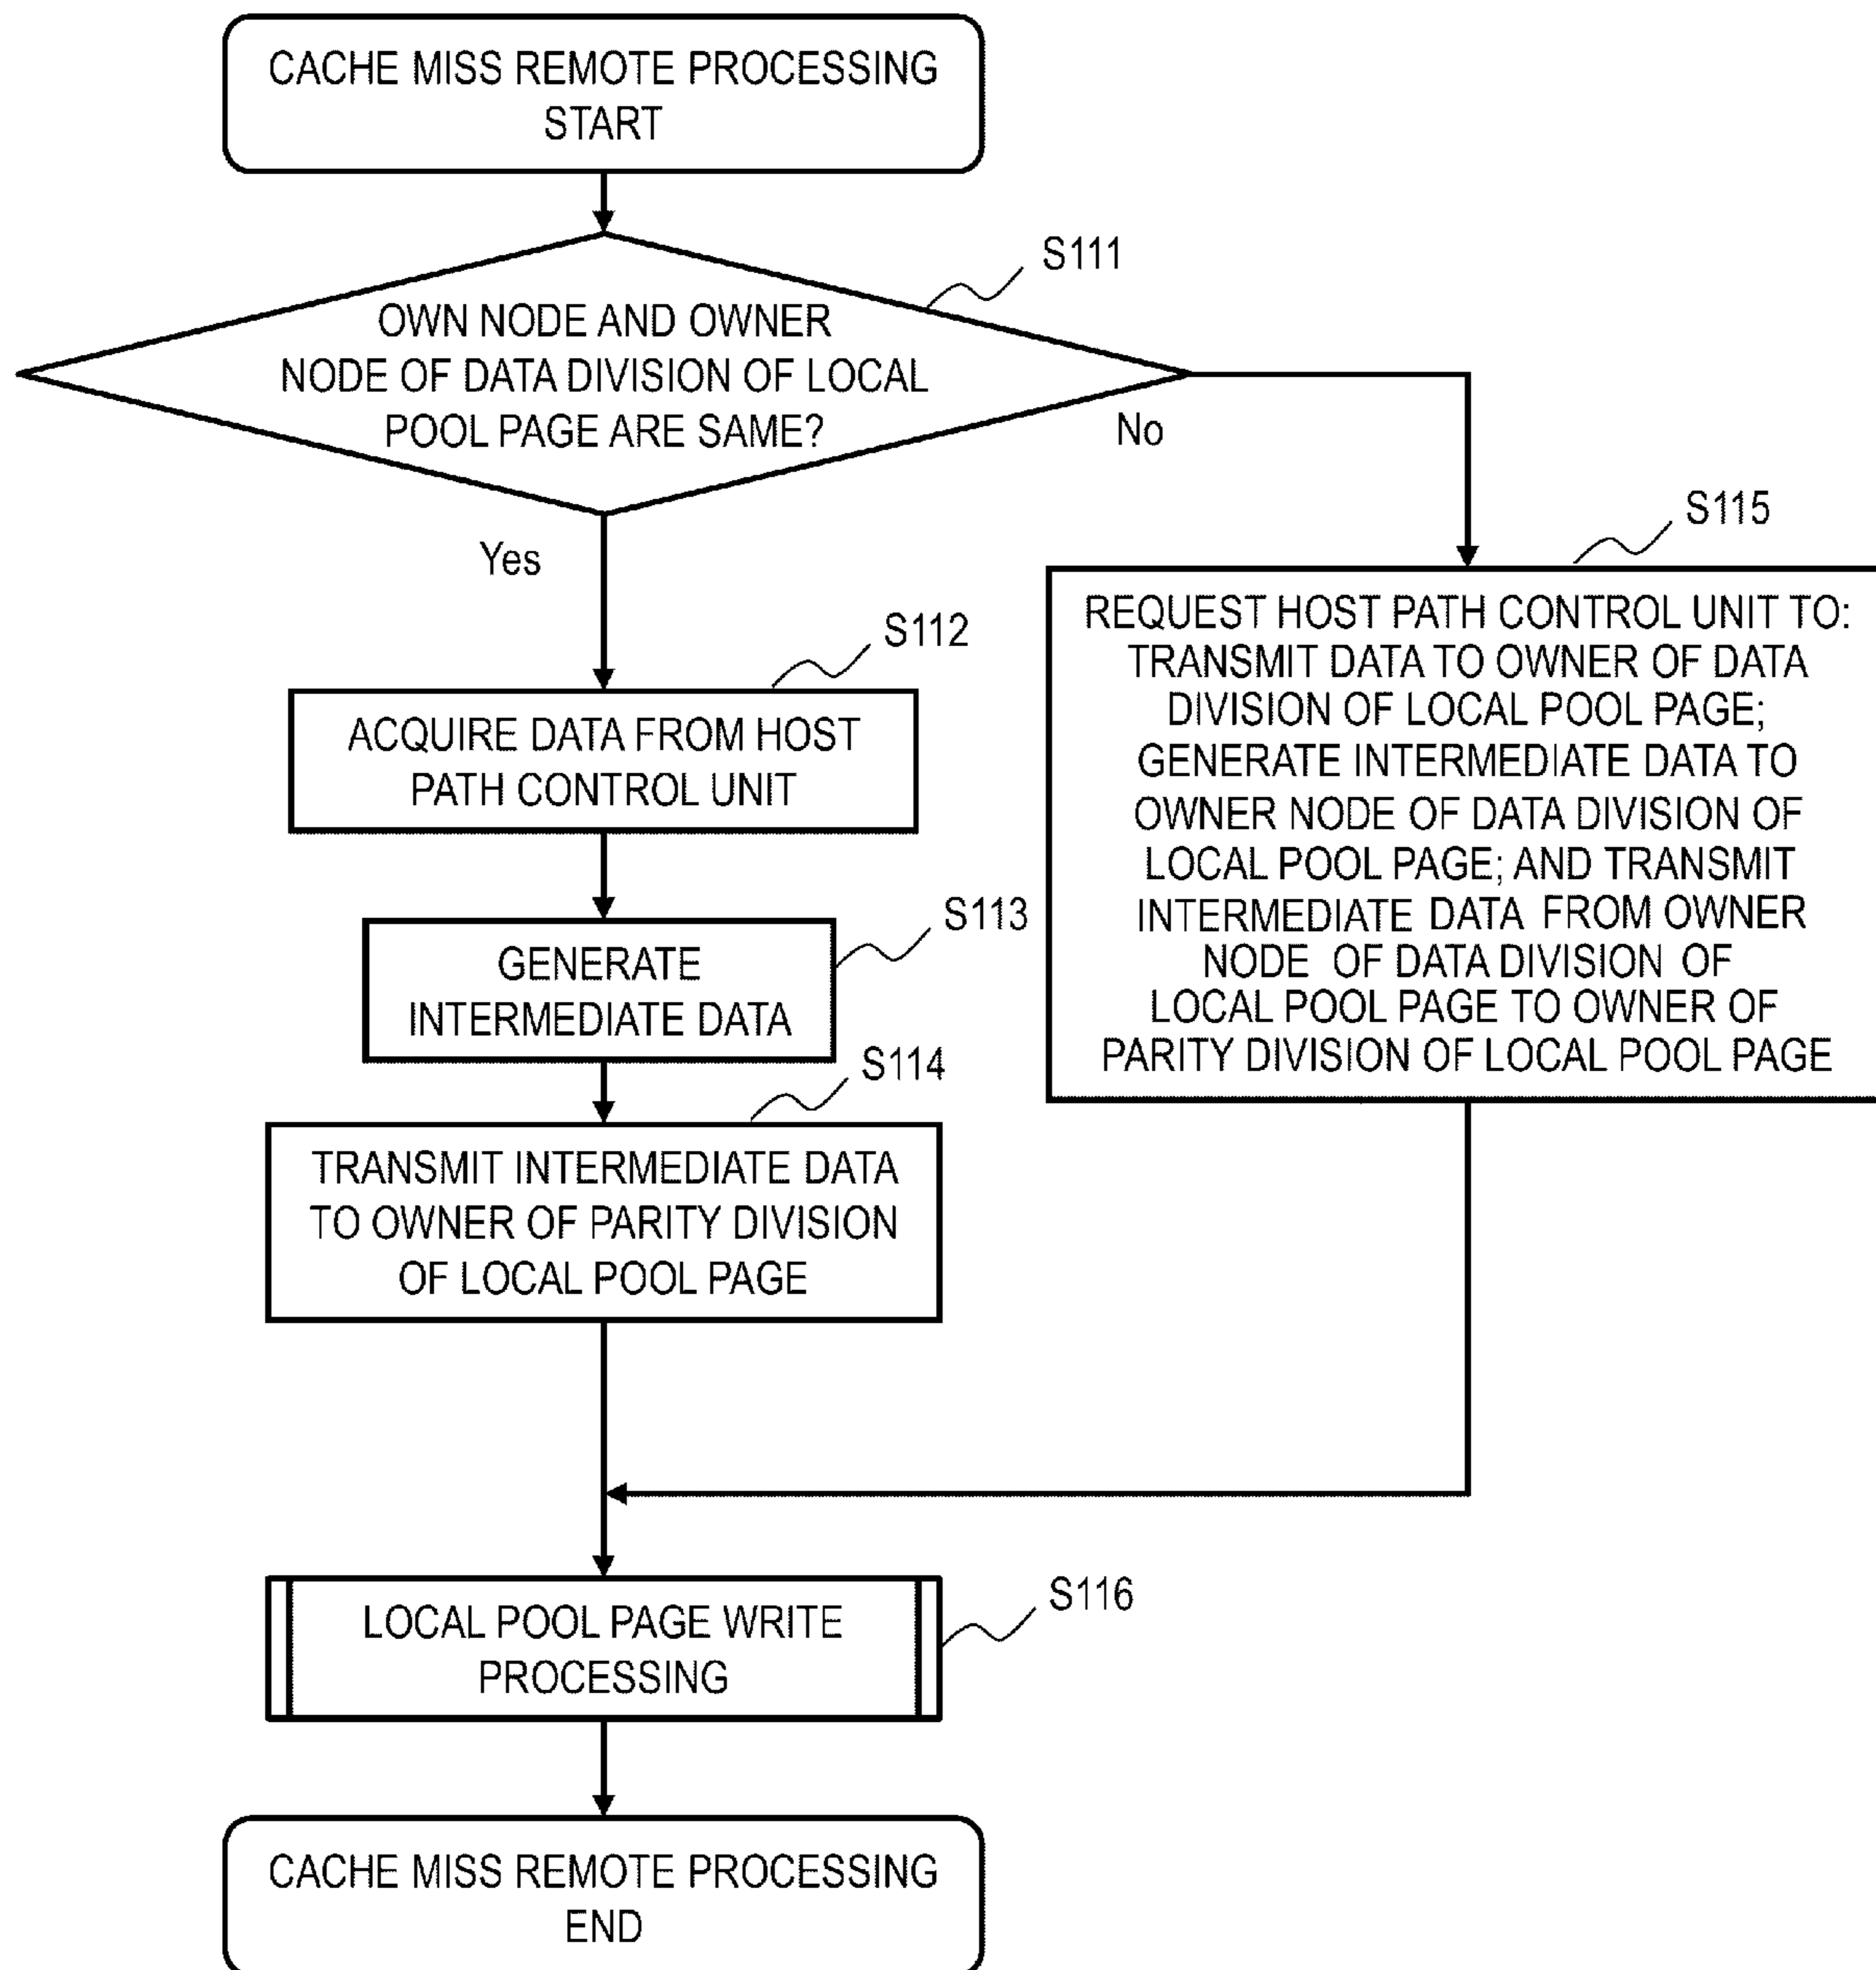 CACHE MISS REMOTE PROCESSING
START
S111
OWN NODE AND OWNER
NODE OF DATA DIVISION OF LOCAL
POOL PAGE ARE SAME?
No
Yes
S115
REQUEST HOST PATH CONTROL UNIT TO:
TRANSMIT DATA TO OWNER OF DATA
DIVISION OF LOCAL POOL PAGE;
GENERATE INTERMEDIATE DATA TO
OWNER NODE OF DATA DIVISION OF
LOCAL POOL PAGE; AND TRANSMIT
INTERMEDIATE DATA FROM OWNER
NODE OF DATA DIVISION OF
LOCAL POOL PAGE TO OWNER OF
PARITY DIVISION OF LOCAL POOL PAGE
S112
ACQUIRE DATA FROM HOST
PATH CONTROL UNIT
S113
GENERATE
INTERMEDIATE DATA
S114
TRANSMIT INTERMEDIATE DATA
TO OWNER OF PARITY DIVISION
OF LOCAL POOL PAGE
S116
LOCAL POOL PAGE WRITE
PROCESSING
CACHE MISS REMOTE PROCESSING
END